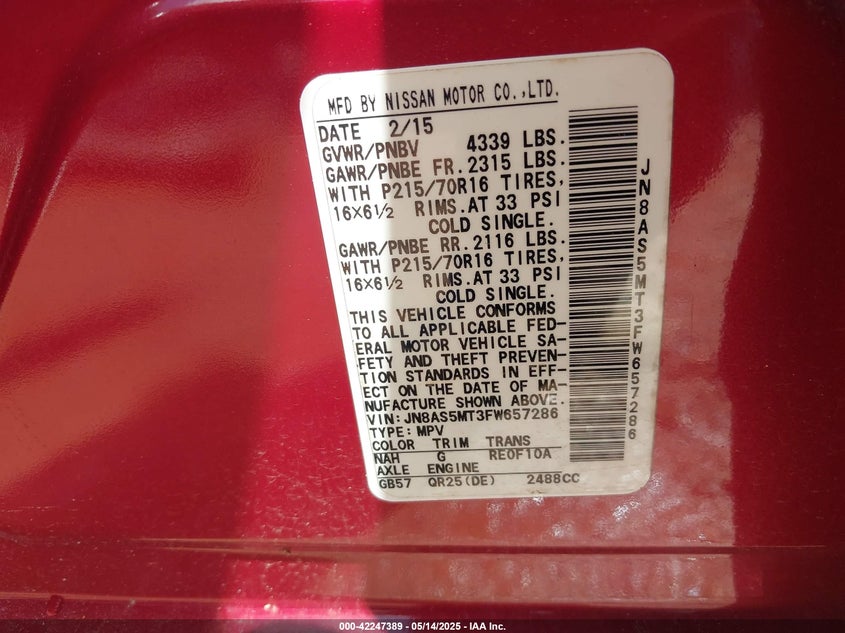 MFD BY NISSAN MOTOR CO.,LTD.
DATE 2/15
GVWR/PNBV 4339 LBS.
GAWR/PNBE FR. 2315 LBS.
WITH P215/70R16 TIRES,
16X6½ RIMS.AT 33 PSI
COLD SINGLE.
GAWR/PNBE RR. 2116 LBS.
WITH P215/70R16 TIRES,
16X6½ RIMS.AT 33 PSI
COLD SINGLE.
THIS VEHICLE CONFORMS
TO ALL APPLICABLE FED-
ERAL MOTOR VEHICLE SA-
FETY AND THEFT PREVEN-
TION STANDARDS IN EFF-
ECT ON THE DATE OF MA-
NUFACTURE SHOWN ABOVE.
VIN:JN8AS5MT3FW657286
TYPE:MPV
COLOR TRIM TRANS
NAH G RE0F10A
AXLE ENGINE
GB57 QR25(DE) 2488CC
JN8AS5MT3FW657286
000-42247389 - 05/14/2025 - IAA Inc.